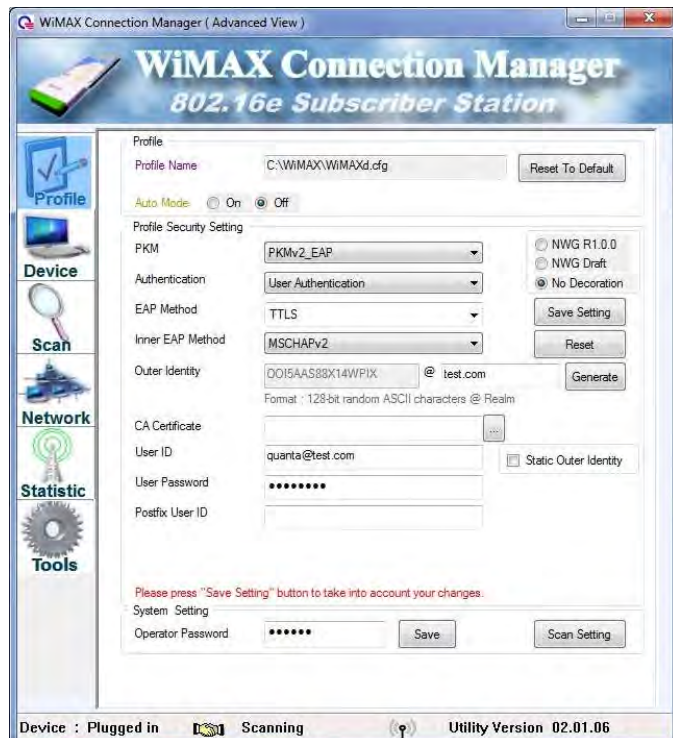 WiMAX Connection Manager ( Advanced View )
WiMAX Connection Manager
802.16e Subscriber Station
Profile
Device
Scan
Network
Statistic
Tools
Profile
Profile Name C:\WiMAX\WiMAXd.cfg Reset To Default
Auto Mode On Off
Profile Security Setting
PKM PKMv2_EAP
NWG R1.0.0
NWG Draft
No Decoration
Authentication User Authentication
EAP Method TTLS Save Setting
Inner EAP Method MSCHAPv2 Reset
Outer Identity OOI5AAS88X14WPIX @ test.com Generate
Format : 128-bit random ASCII characters @ Realm
CA Certificate ...
User ID quanta@test.com Static Outer Identity
User Password ●●●●●●●●
Postfix User ID
Please press "Save Setting" button to take into account your changes.
System Setting
Operator Password ●●●●●● Save Scan Setting
Device : Plugged in Scanning Utility Version 02.01.06